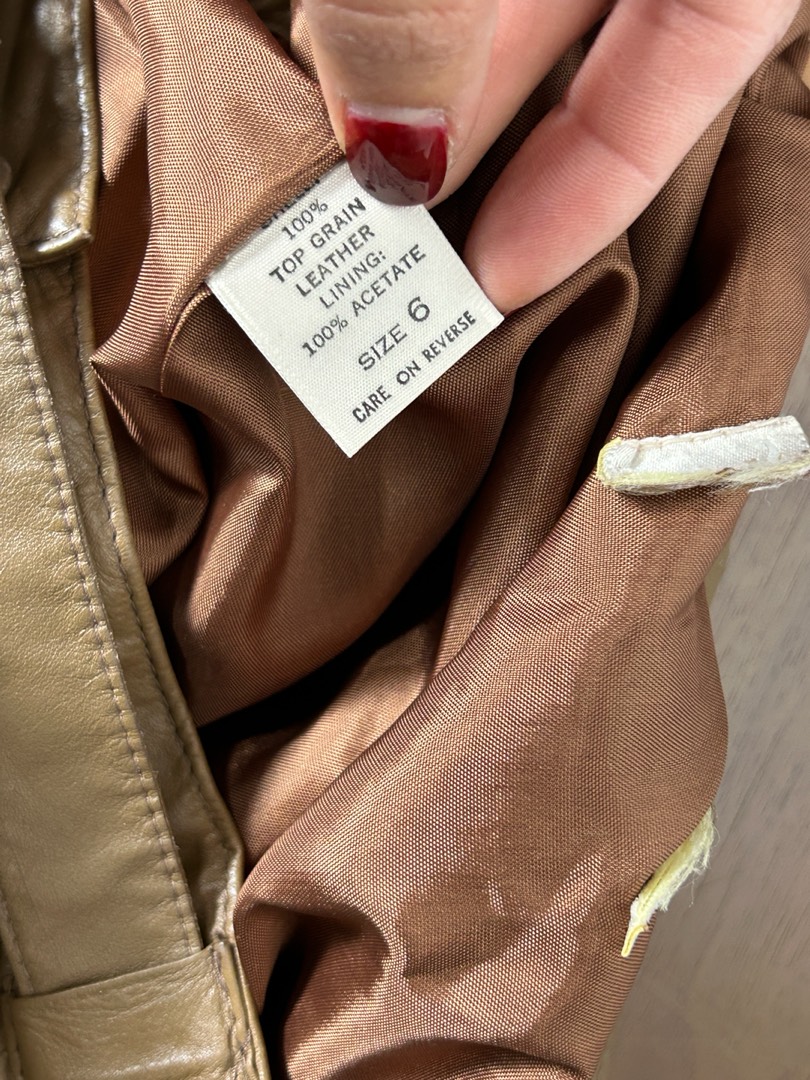 100%
TOP GRAIN
LEATHER
LINING:
100% ACETATE
SIZE 6
CARE ON REVERSE